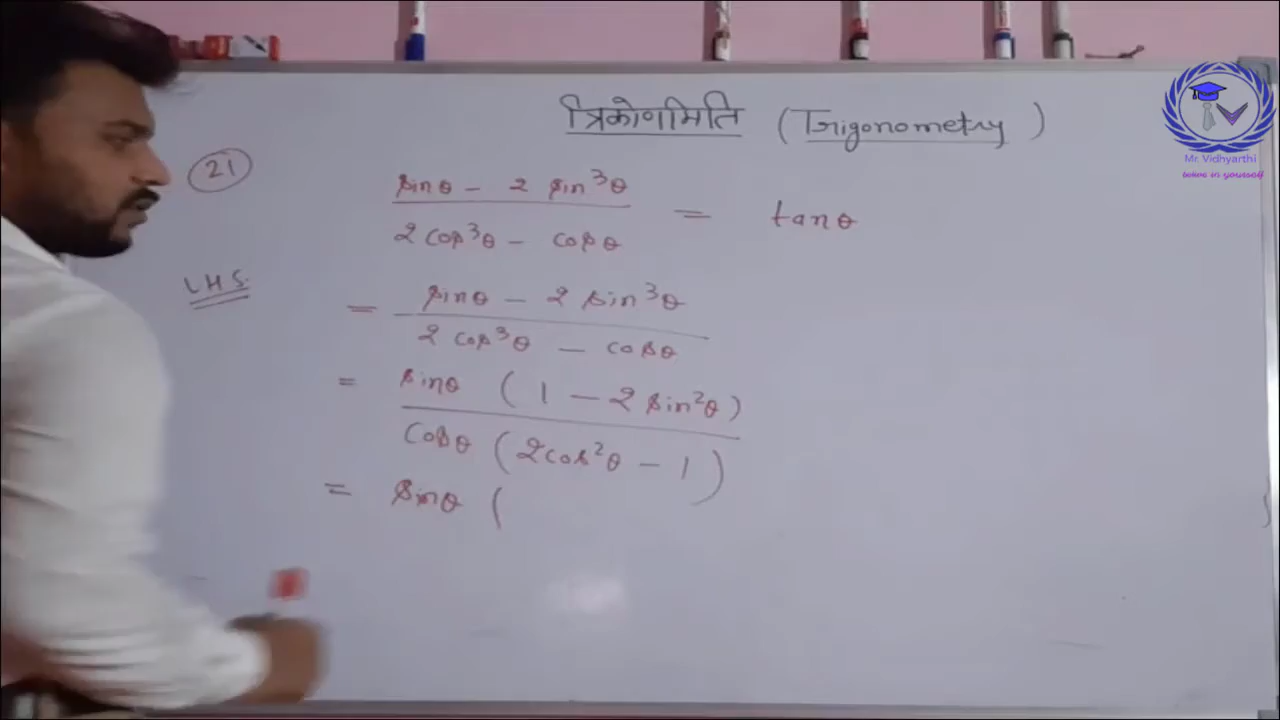 त्रिकोणमिति (Trigonometry)
Mr. Vidhyarthi
belive in yourself
21
sinθ - 2 sin³θ / 2 cos³θ - cosθ = tanθ
LHS
= sinθ - 2 sin³θ / 2 cos³θ - cosθ
= sinθ (1 - 2 sin²θ) / cosθ (2cos²θ - 1)
= sinθ (